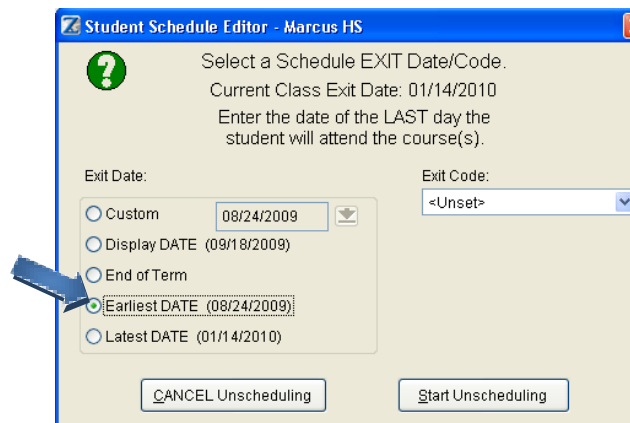 Student Schedule Editor - Marcus HS
Select a Schedule EXIT Date/Code.
Current Class Exit Date: 01/14/2010
Enter the date of the LAST day the
student will attend the course(s).
Exit Date:
Exit Code:
<Unset>
Custom 08/24/2009
Display DATE (09/18/2009)
End of Term
Earliest DATE (08/24/2009)
Latest DATE (01/14/2010)
CANCEL Unscheduling
Start Unscheduling